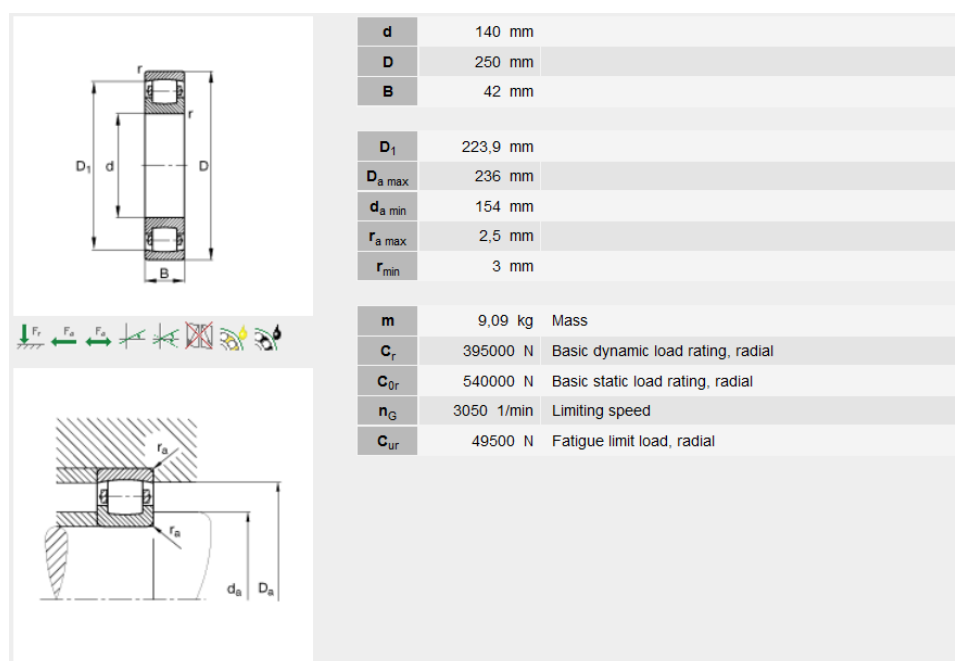 d 140 mm
D 250 mm
B 42 mm
D1 223,9 mm
Da max 236 mm
da min 154 mm
ra max 2,5 mm
rmin 3 mm
m 9,09 kg Mass
Cr 395000 N Basic dynamic load rating, radial
C0r 540000 N Basic static load rating, radial
nG 3050 1/min Limiting speed
Cur 49500 N Fatigue limit load, radial
r
r
D1 d D
B
Fr Fa Fa
ra
ra
da Da